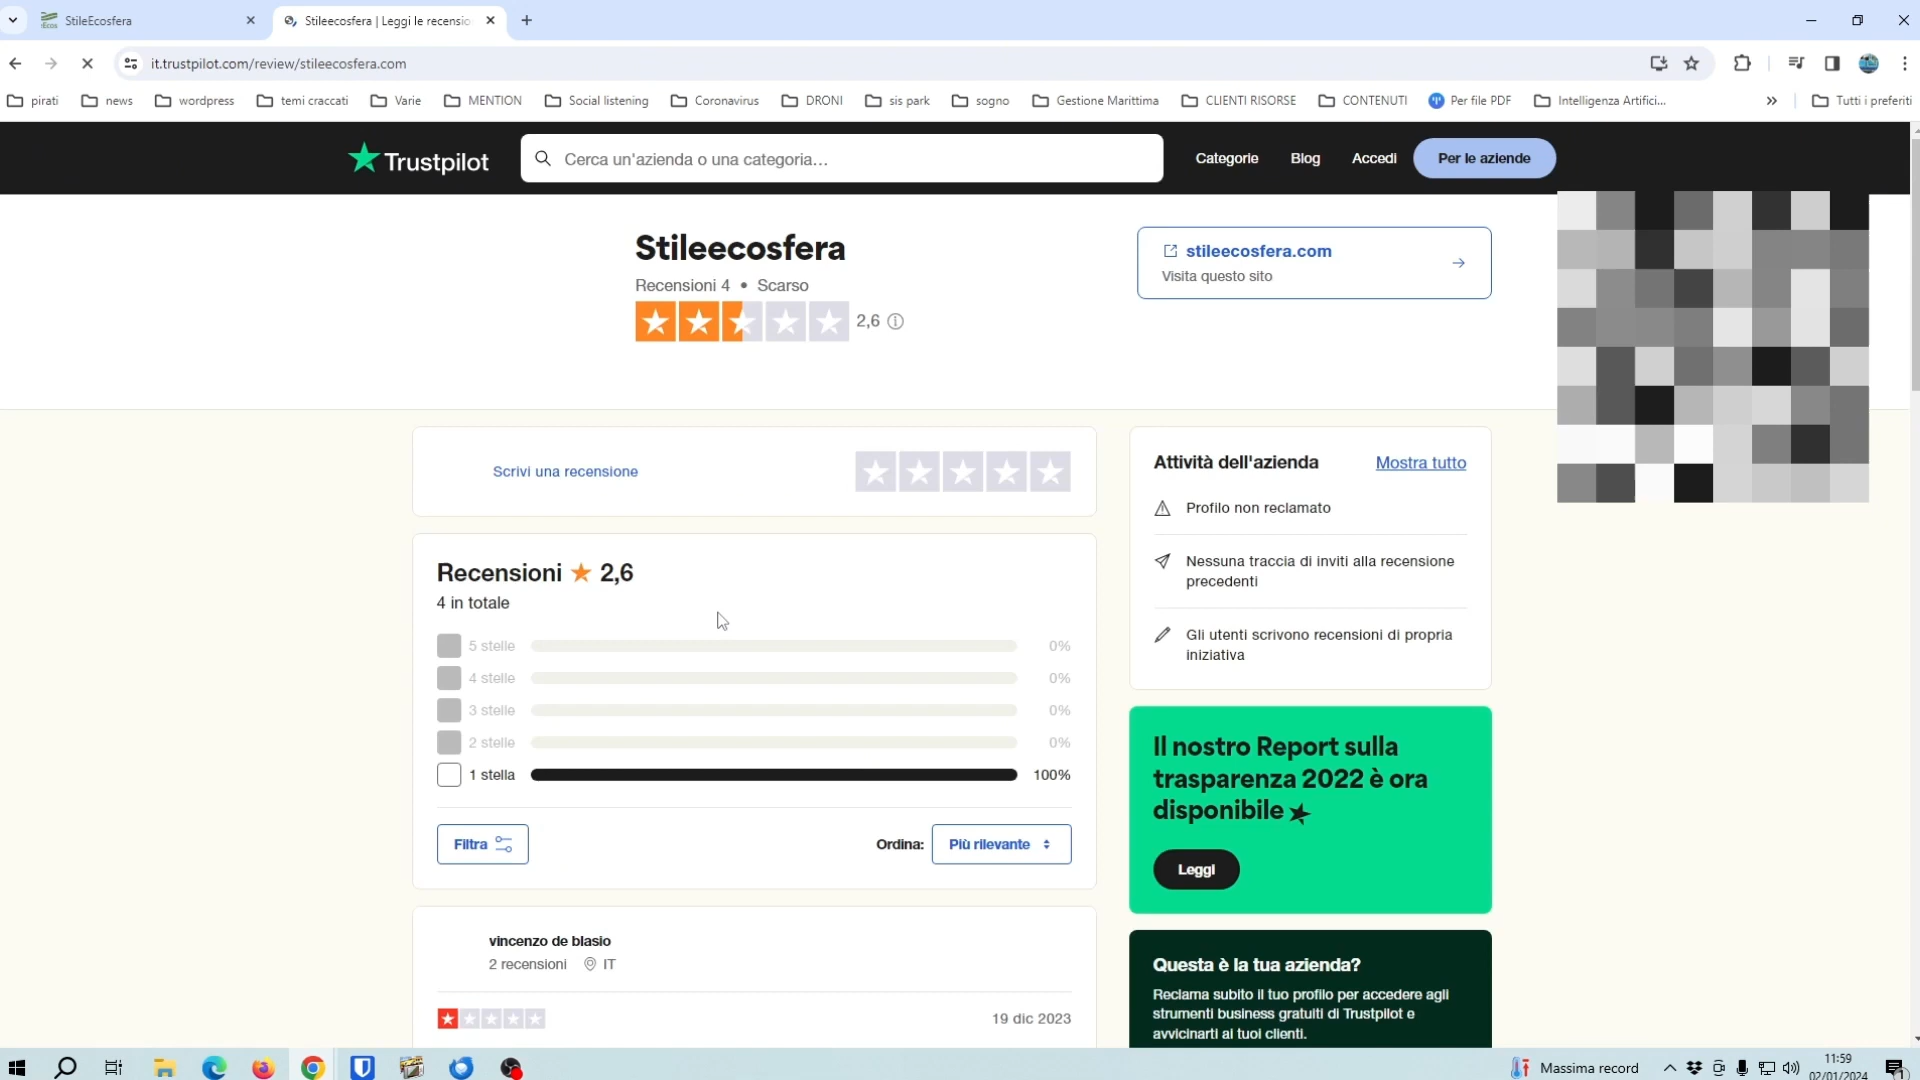 StileEcosfera
Stileecosfera | Leggi le recensio
it.trustpilot.com/review/stileecosfera.com
pirati
news
wordpress
temi craccati
Varie
MENTION
Social listening
Coronavirus
DRONI
sis park
sogno
Gestione Marittima
CLIENTI RISORSE
CONTENUTI
Per file PDF
Intelligenza Artifici...
Tutti i preferiti
Trustpilot
Cerca un'azienda o una categoria...
Categorie
Blog
Accedi
Per le aziende
Stileecosfera
Recensioni 4 • Scarso
2,6
stileecosfera.com
Visita questo sito
Scrivi una recensione
Recensioni 2,6
4 in totale
5 stelle 0%
4 stelle 0%
3 stelle 0%
2 stelle 0%
1 stella 100%
Filtra
Ordina:
Più rilevante
vincenzo de blasio
2 recensioni IT
19 dic 2023
Attività dell'azienda
Mostra tutto
Profilo non reclamato
Nessuna traccia di inviti alla recensione
precedenti
Gli utenti scrivono recensioni di propria
iniziativa
Il nostro Report sulla
trasparenza 2022 è ora
disponibile
Leggi
Questa è la tua azienda?
Reclama subito il tuo profilo per accedere agli
strumenti business gratuiti di Trustpilot e
avvicinarti ai tuoi clienti.
Massima record
11:59
02/01/2024